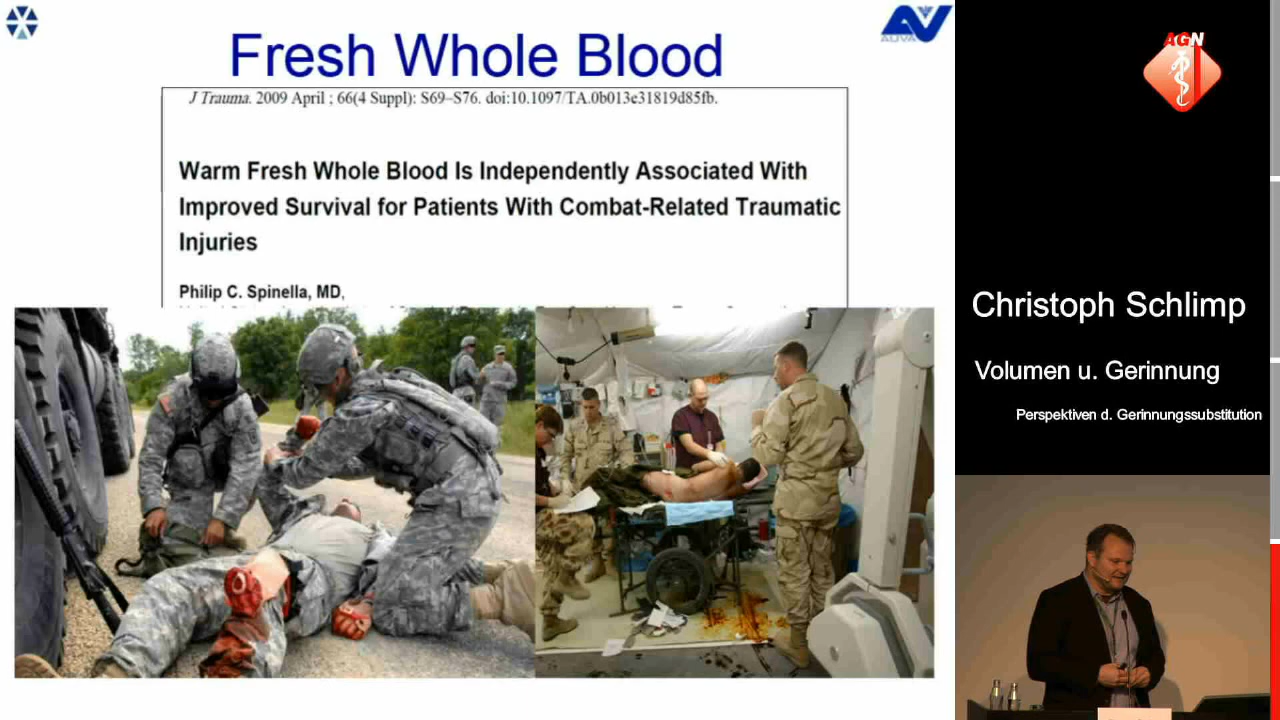 AUVA
Fresh Whole Blood
J Trauma. 2009 April ; 66(4 Suppl): S69–S76. doi:10.1097/TA.0b013e31819d85fb.
Warm Fresh Whole Blood Is Independently Associated With
Improved Survival for Patients With Combat-Related Traumatic
Injuries
Philip C. Spinella, MD,
AGN
Christoph Schlimp
Volumen u. Gerinnung
Perspektiven d. Gerinnungssubstitution